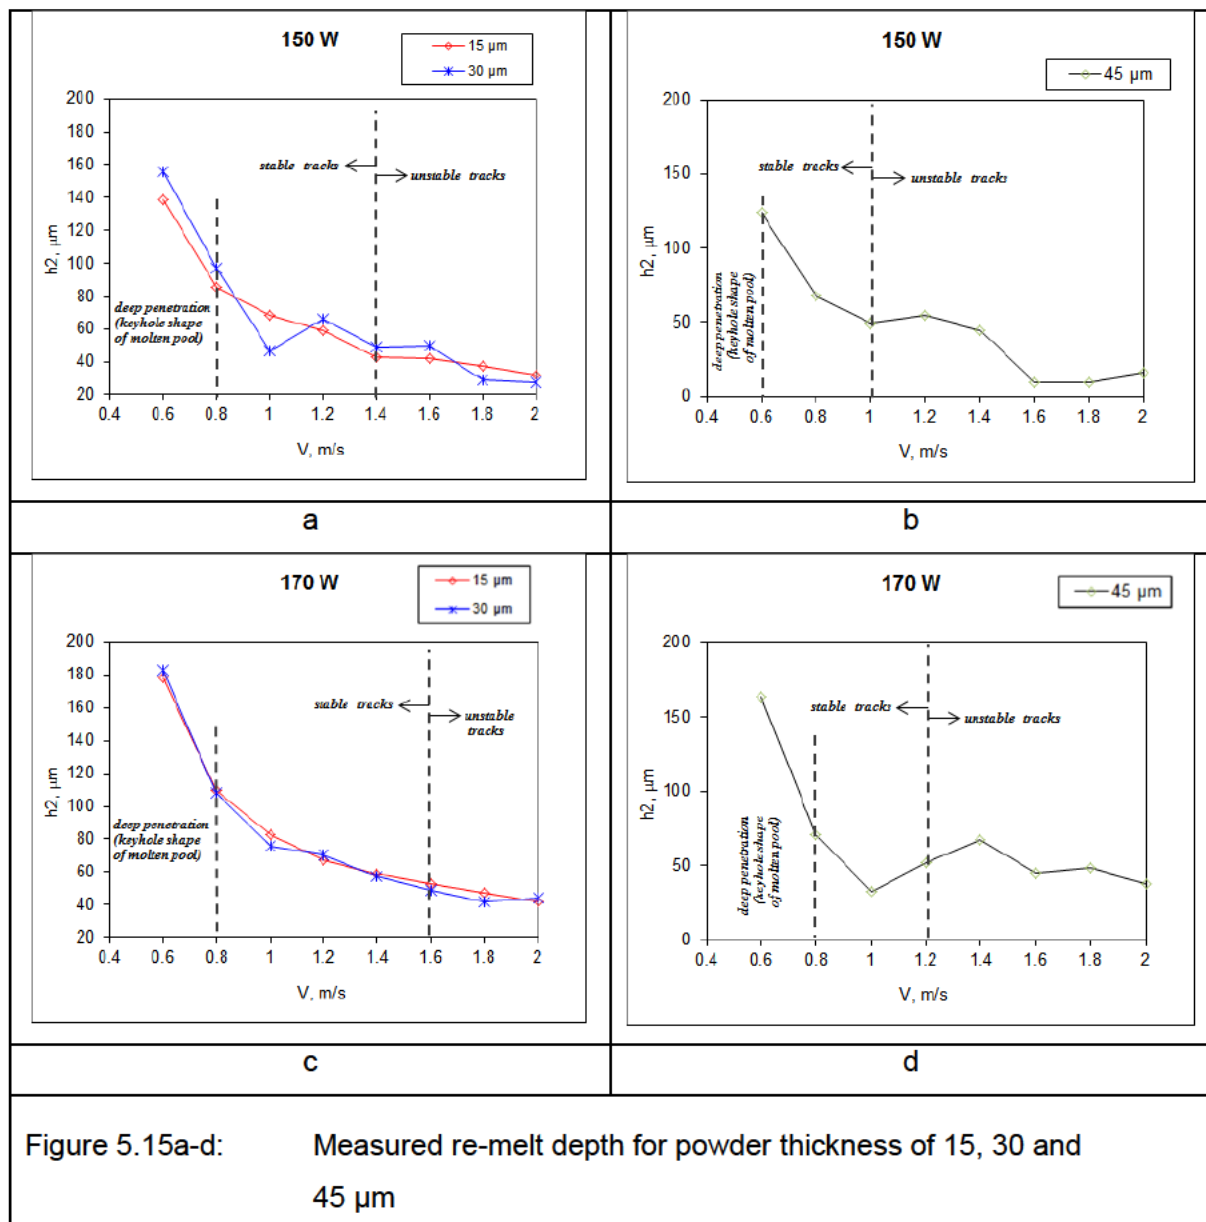 150 W
15 µm
30 µm
200
180
160
140
120
100
80
60
40
20
h2, µm
stable tracks
unstable tracks
deep penetration
(keyhole shape
of molten pool)
0.4 0.6 0.8 1 1.2 1.4 1.6 1.8 2
V, m/s
a
150 W
45 µm
200
150
100
50
0
h2, µm
stable tracks
unstable tracks
deep penetration
(keyhole shape
of molten pool)
0.4 0.6 0.8 1 1.2 1.4 1.6 1.8 2
V, m/s
b
170 W
15 µm
30 µm
200
180
160
140
120
100
80
60
40
20
h2, µm
stable tracks
unstable
tracks
deep penetration
(keyhole shape
of molten pool)
0.4 0.6 0.8 1 1.2 1.4 1.6 1.8 2
V, m/s
c
170 W
45 µm
200
150
100
50
0
h2, µm
stable tracks
unstable tracks
deep penetration
(keyhole shape
of molten pool)
0.4 0.6 0.8 1 1.2 1.4 1.6 1.8 2
V, m/s
d
Figure 5.15a-d: Measured re-melt depth for powder thickness of 15, 30 and
45 µm